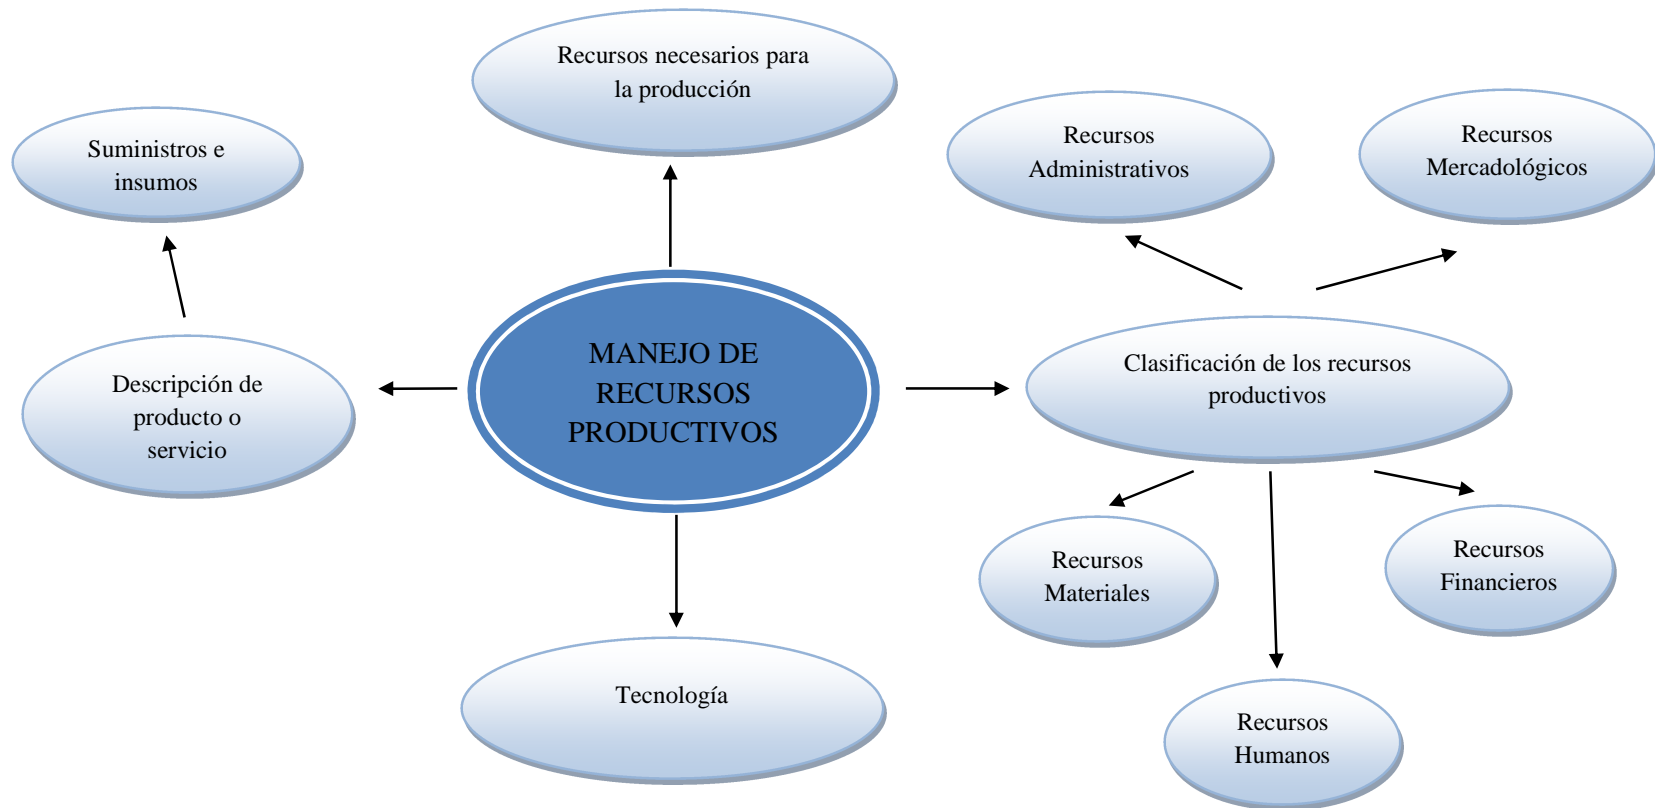 Recursos necesarios para
la producción
Suministros e
insumos
Recursos
Administrativos
Recursos
Mercadológicos
MANEJO DE
RECURSOS
PRODUCTIVOS
Descripción de
producto o
servicio
Clasificación de los recursos
productivos
Recursos
Materiales
Recursos
Financieros
Tecnología
Recursos
Humanos